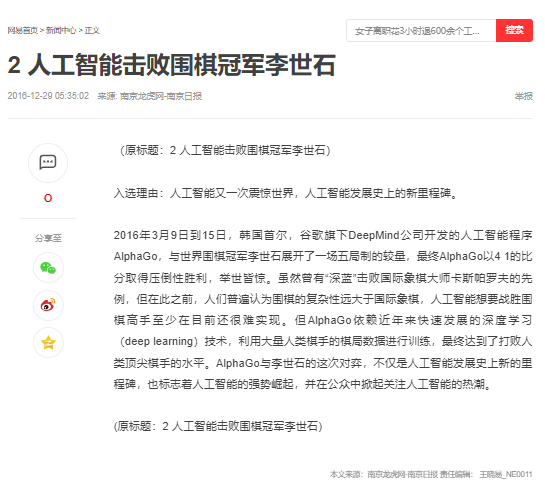 网易首页 > 新闻中心 > 正义
女子离职花3小时退600余个工...
搜索
2 人工智能击败围棋冠军李世石
2016-12-29 05:35:02 来源: 南京龙虎网-南京日报
举报
（原标题：2 人工智能击败围棋冠军李世石）
0
入选理由：人工智能又一次震惊世界，人工智能发展史上的新里程碑。
分享至
2016年3月9日到15日，韩国首尔，谷歌旗下DeepMind公司开发的人工智能程序
AlphaGo，与世界围棋冠军李世石展开了一场五局制的较量，最终AlphaGo以4 1的比
分取得压倒性胜利，举世皆惊。虽然曾有“深蓝”击败国际象棋大师卡斯帕罗夫的先
例，但在此之前，人们普遍认为围棋的复杂性远大于国际象棋，人工智能想要战胜围
棋高手至少在目前还很难实现。但AlphaGo依赖近年来快速发展的深度学习
（deep learning）技术，利用大量人类棋手的棋局数据进行训练，最终达到了打败人
类顶尖棋手的水平。AlphaGo与李世石的这次对弈，不仅是人工智能发展史上新的里
程碑，也标志着人工智能的强势崛起，并在公众中掀起关注人工智能的热潮。
(原标题：2 人工智能击败围棋冠军李世石)
本文来源：南京龙虎网-南京日报 责任编辑： 王晓易_NE0011